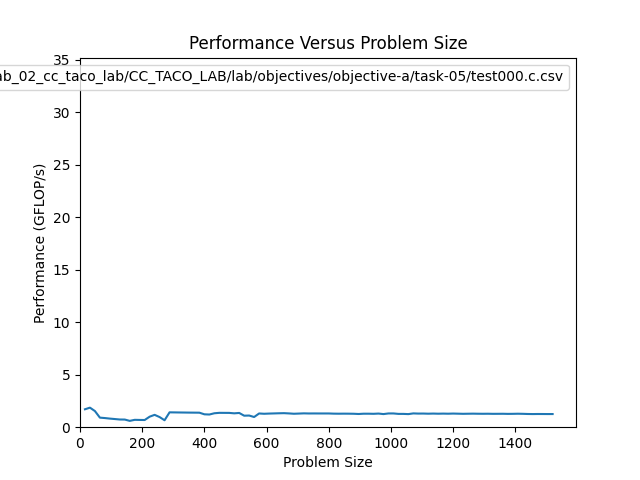 Performance Versus Problem Size
ab_02_cc_taco_lab/CC_TACO_LAB/lab/objectives/objective-a/task-05/test000.c.csv
35
30
25
20
15
10
5
0
Performance (GFLOP/s)
0 200 400 600 800 1000 1200 1400
Problem Size